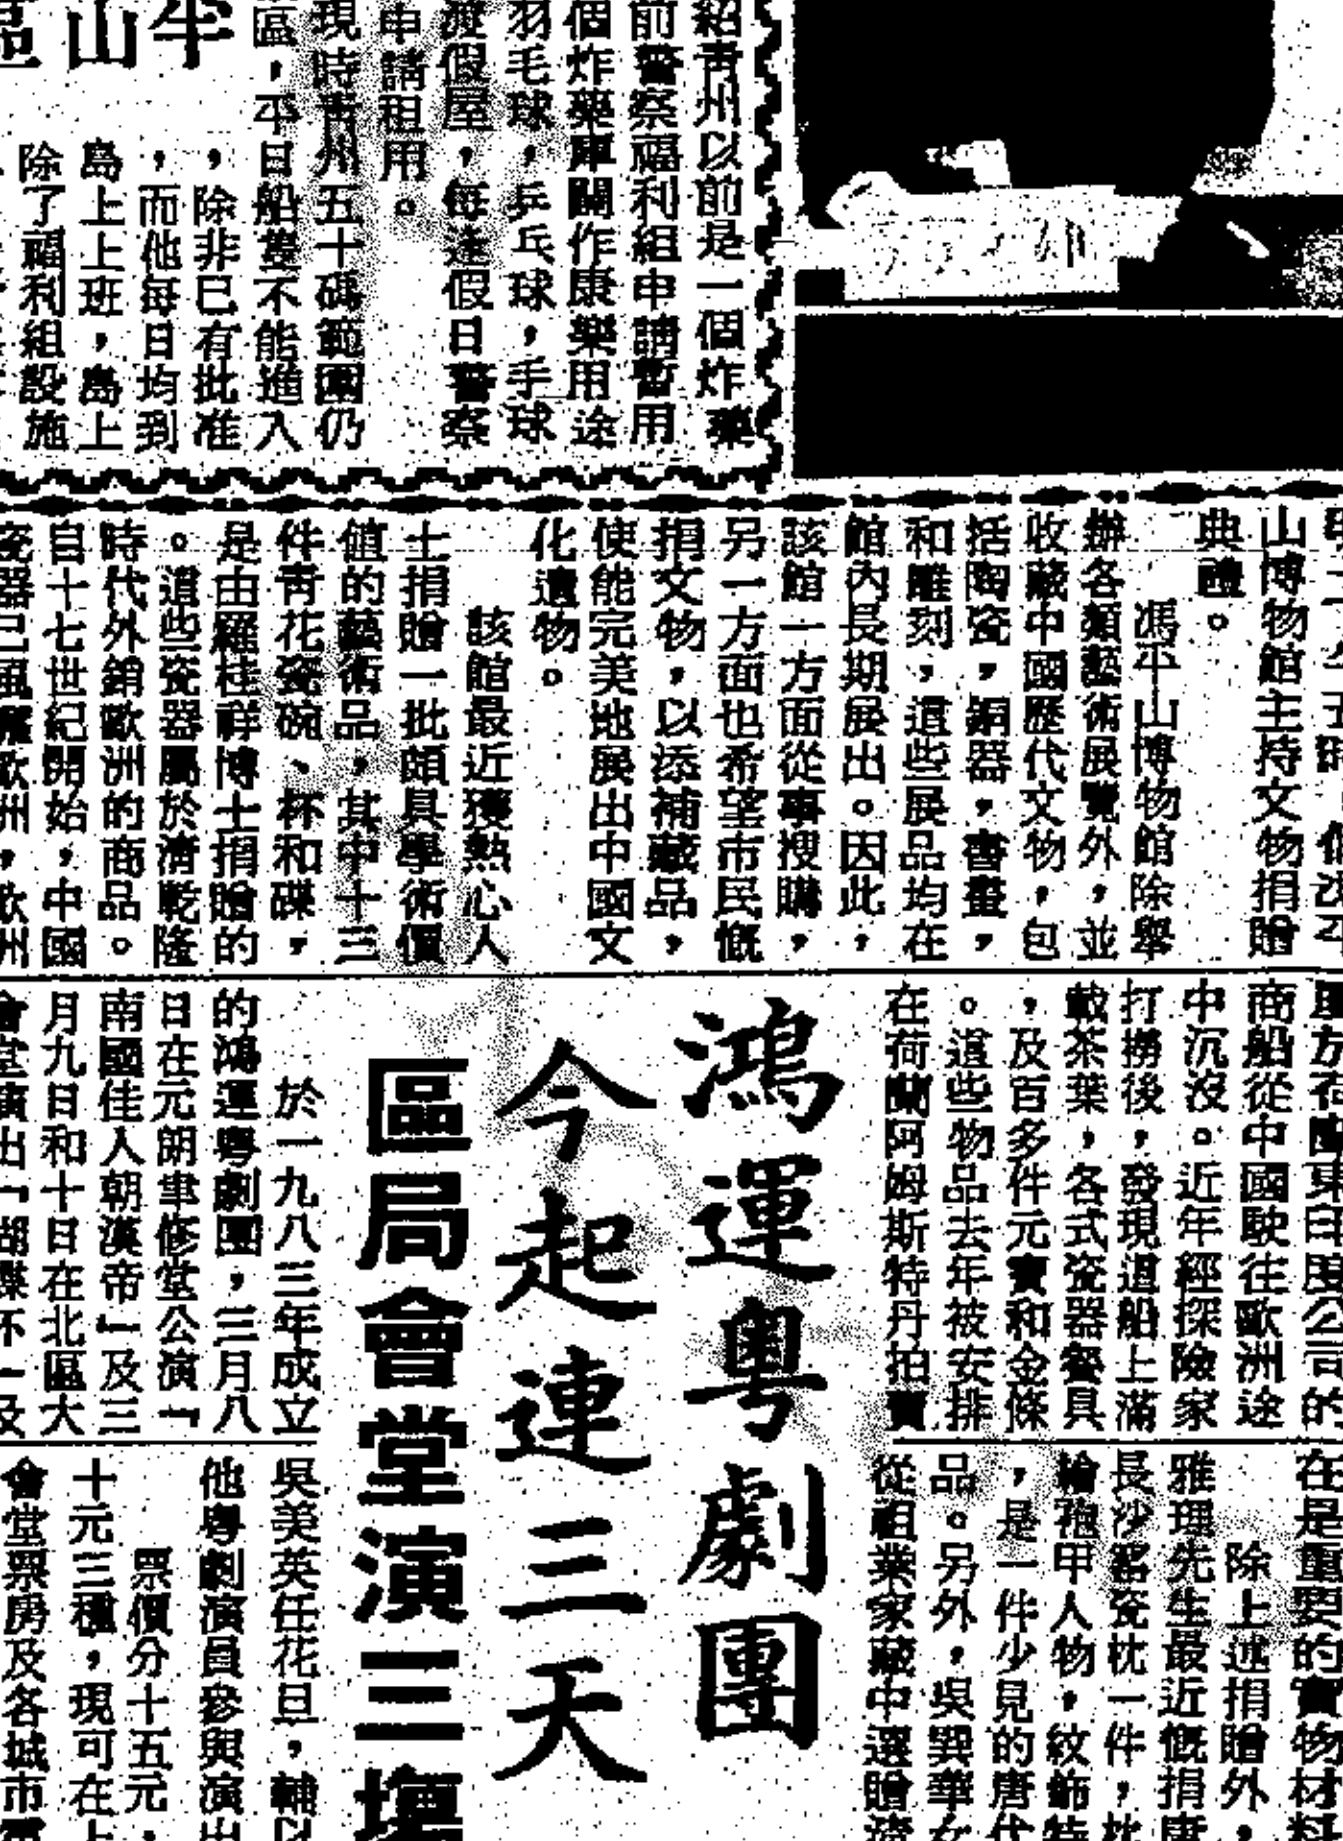 半山區
紹青州以前是一個炸藥
前警察福利組申請暫用
個炸藥庫闢作康樂用途
羽毛球，乒乓球，手球
渡假屋，每逢假日警察
申請租用。
現時青州五十碼範圍仍
區，平日船隻不能進入
，除非已有批准
，而他每日均到
島上上班，島上
除了福利組設施
山博物館主持文物捐贈
典禮。
馮平山博物館除舉
辦各類藝術展覽外，並
收藏中國歷代文物，包
括陶瓷，銅器，書畫，
和雕刻，這些展品均在
館內長期展出。因此，
該館一方面從事搜購，
另一方面也希望市民慨
捐文物，以添補藏品，
使能完美地展出中國文
化遺物。
該館最近獲熱心人
士捐贈一批頗具學術價
值的藝術品，其中十三
件青花瓷碗、杯和碟，
是由羅桂祥博士捐贈的
。這些瓷器屬於清乾隆
時代外銷歐洲的商品。
自十七世紀開始，中國
瓷器已風靡歐洲，歐洲
東印度公司的
商船從中國駛往歐洲途
中沉沒。近年經探險家
打撈後，發現這船上滿
載茶葉，各式瓷器餐具
，及百多件元寶和金條
。這些物品去年被安排
在荷蘭阿姆斯特丹拍賣
在是重要的實物材料
除上述捐贈外，
雅理先生最近慨捐唐
長沙窰瓷枕一件，枕
繪孢甲人物，紋飾特
，是一件少見的唐代
品。另外，吳巽華女
從祖業家藏中選贈流
鴻運粵劇團
今起連三天
區局會堂演三場
於一九八三年成立
的鴻運粵劇團，三月八
日在元朗聿修堂公演「
南國佳人朝漢帝」及三
月九日和十日在北區大
會堂演出「蝴蝶杯」及
吳美英任花旦，輔以
他粵劇演員參與演出
票價分十五元，
十元三種，現可在上
會堂票房及各城市電